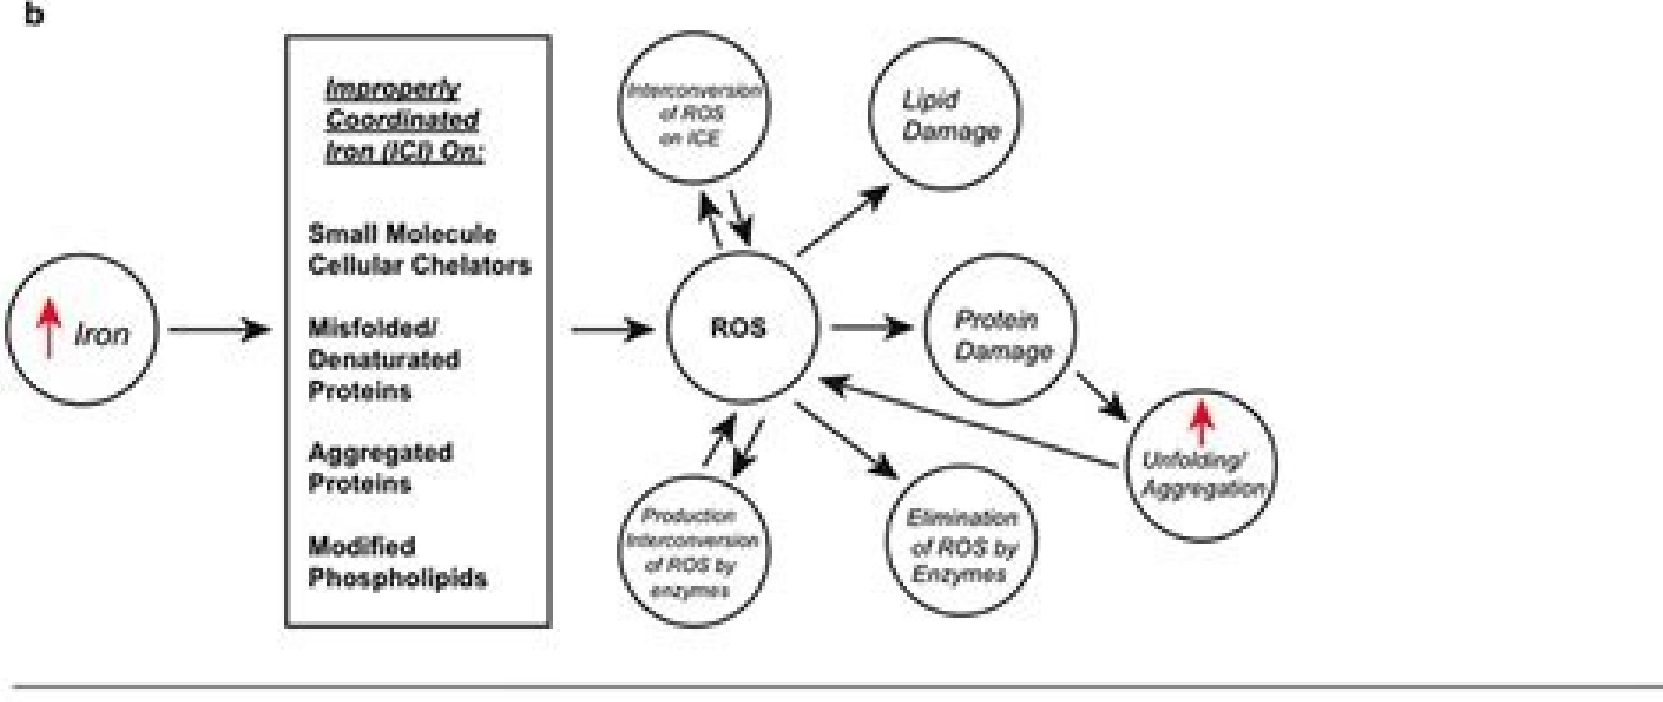 b
Improperly
Coordinated
Iron (ICI) On:
Small Molecule
Cellular Chelators
Misfolded/
Denaturated
Proteins
Aggregated
Proteins
Modified
Phospholipids
Iron
Interconversion
of ROS
on ICE
Lipid
Damage
ROS
Protein
Damage
Unfolding/
Aggregation
Production
Interconversion
of ROS by
enzymes
Elimination
of ROS by
Enzymes